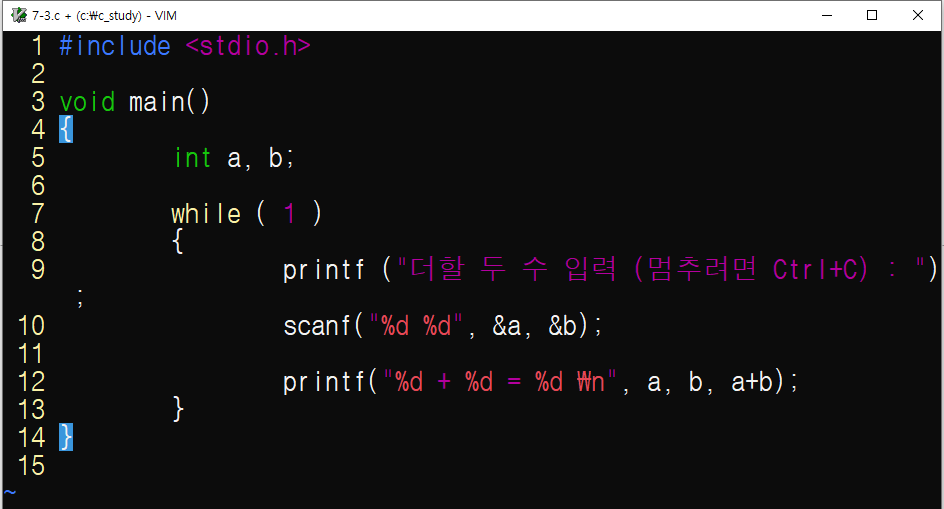 7-3.c + (c:₩c_study) - VIM
1 #include <stdio.h>
2
3 void main()
4 {
5 int a, b;
6
7 while ( 1 )
8 {
9 printf ("더할 두 수 입력 (멈추려면 Ctrl+C) : ")
;
10 scanf("%d %d", &a, &b);
11
12 printf("%d + %d = %d ₩n", a, b, a+b);
13 }
14 }
15
~